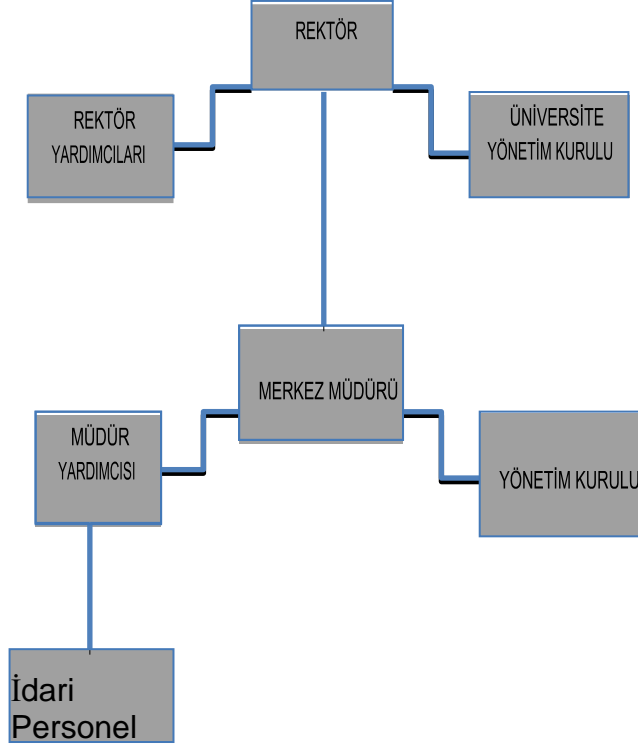 REKTÖR
REKTÖR
YARDIMCILARI
ÜNİVERSİTE
YÖNETİM KURULU
MERKEZ MÜDÜRÜ
MÜDÜR
YARDIMCISI
YÖNETİM KURULU
İdari
Personel